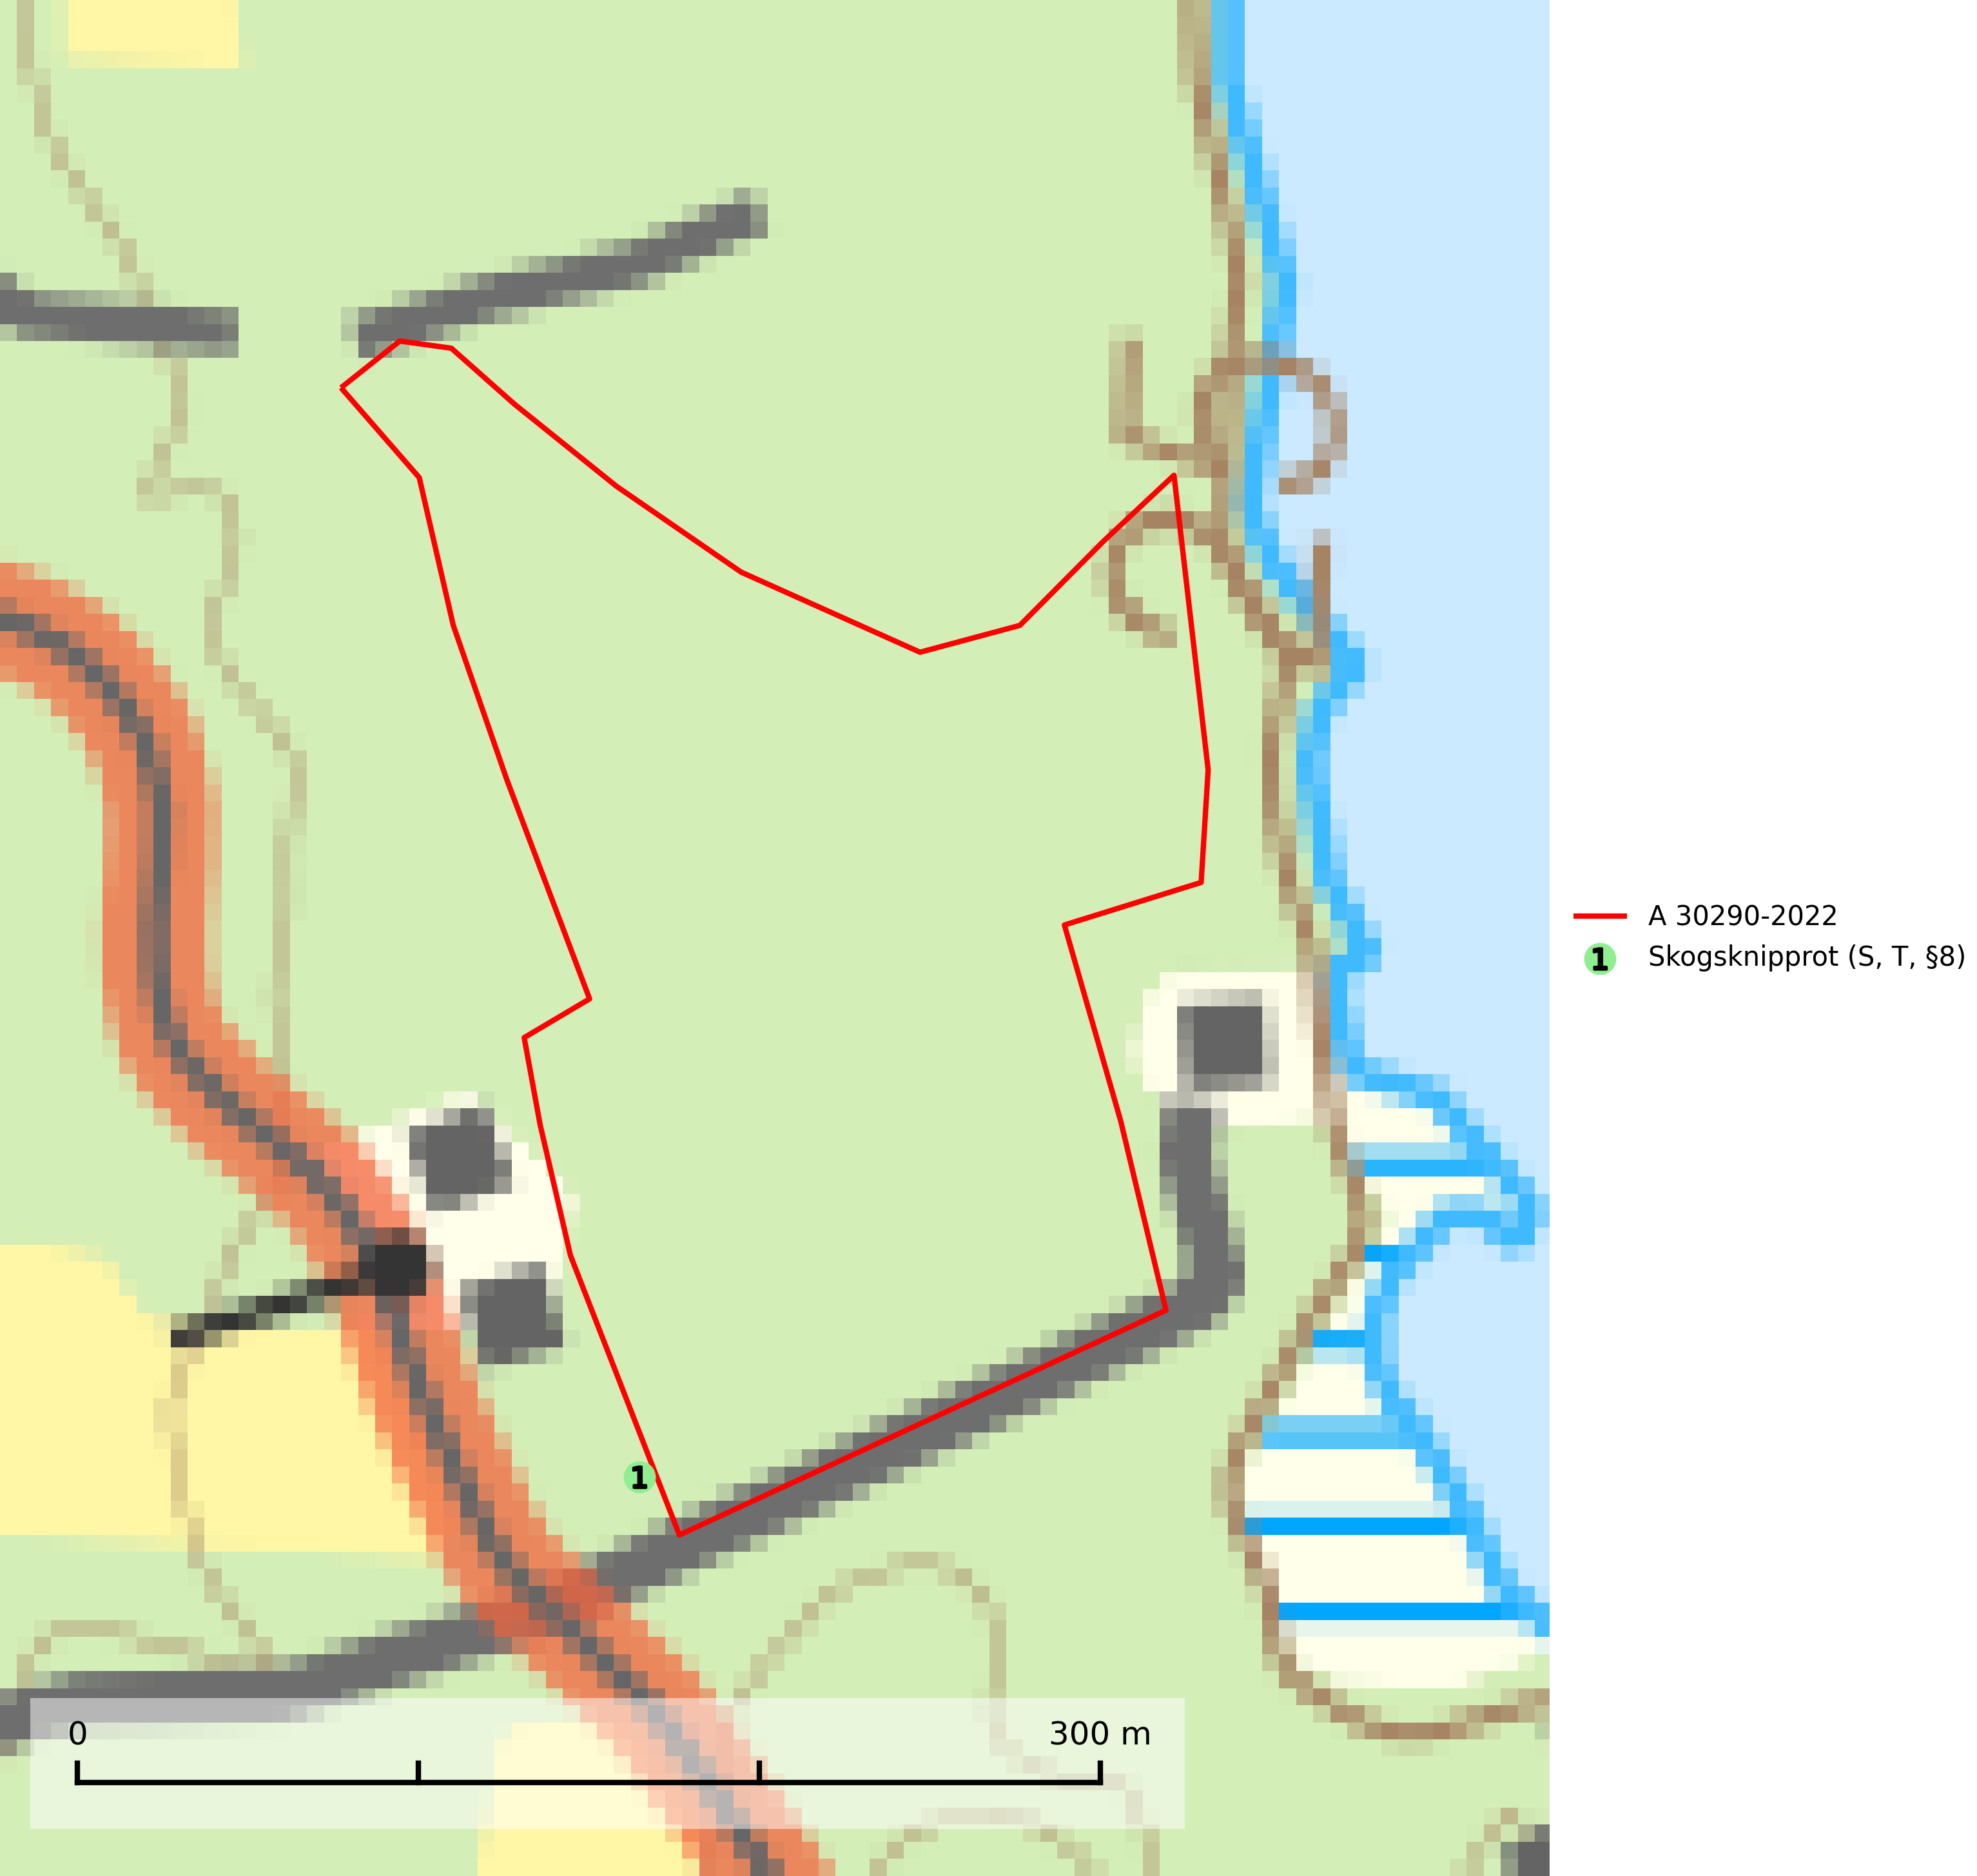 A 30290-2022
1 Skogsknipprot (S, T, §8)
1
0 300 m